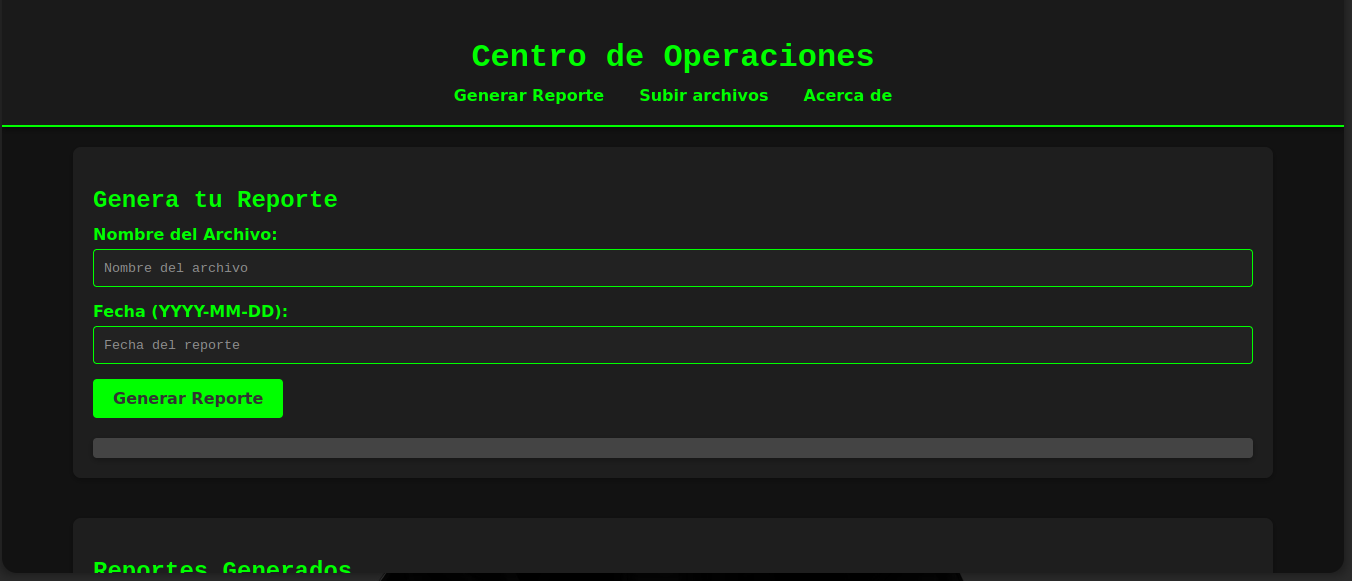 Centro de Operaciones
Generar Reporte Subir archivos Acerca de
Genera tu Reporte
Nombre del Archivo:
Nombre del archivo
Fecha (YYYY-MM-DD):
Fecha del reporte
Generar Reporte
Reportes Generados